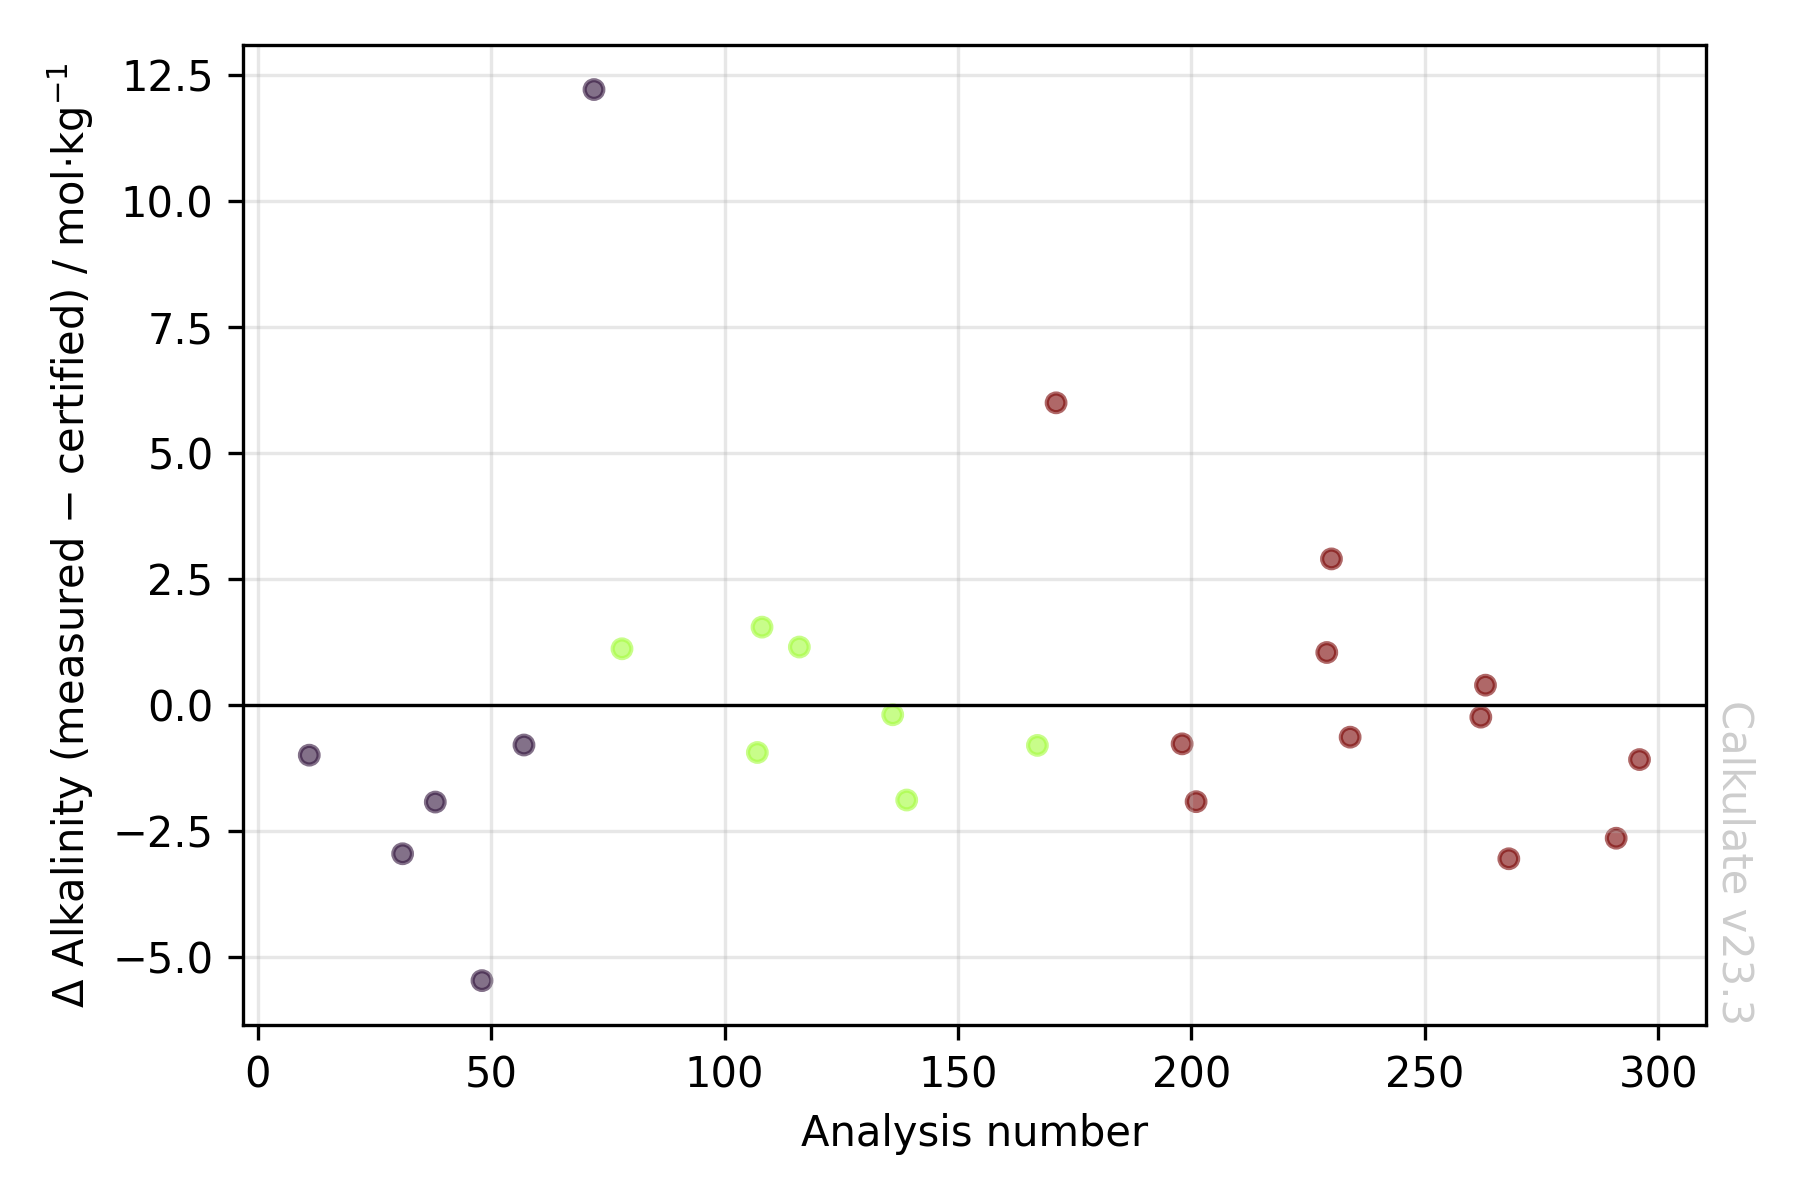 Δ Alkalinity (measured − certified) / mol·kg⁻¹
12.5
10.0
7.5
5.0
2.5
0.0
−2.5
−5.0
0 50 100 150 200 250 300
Analysis number
Calkulate v23.3